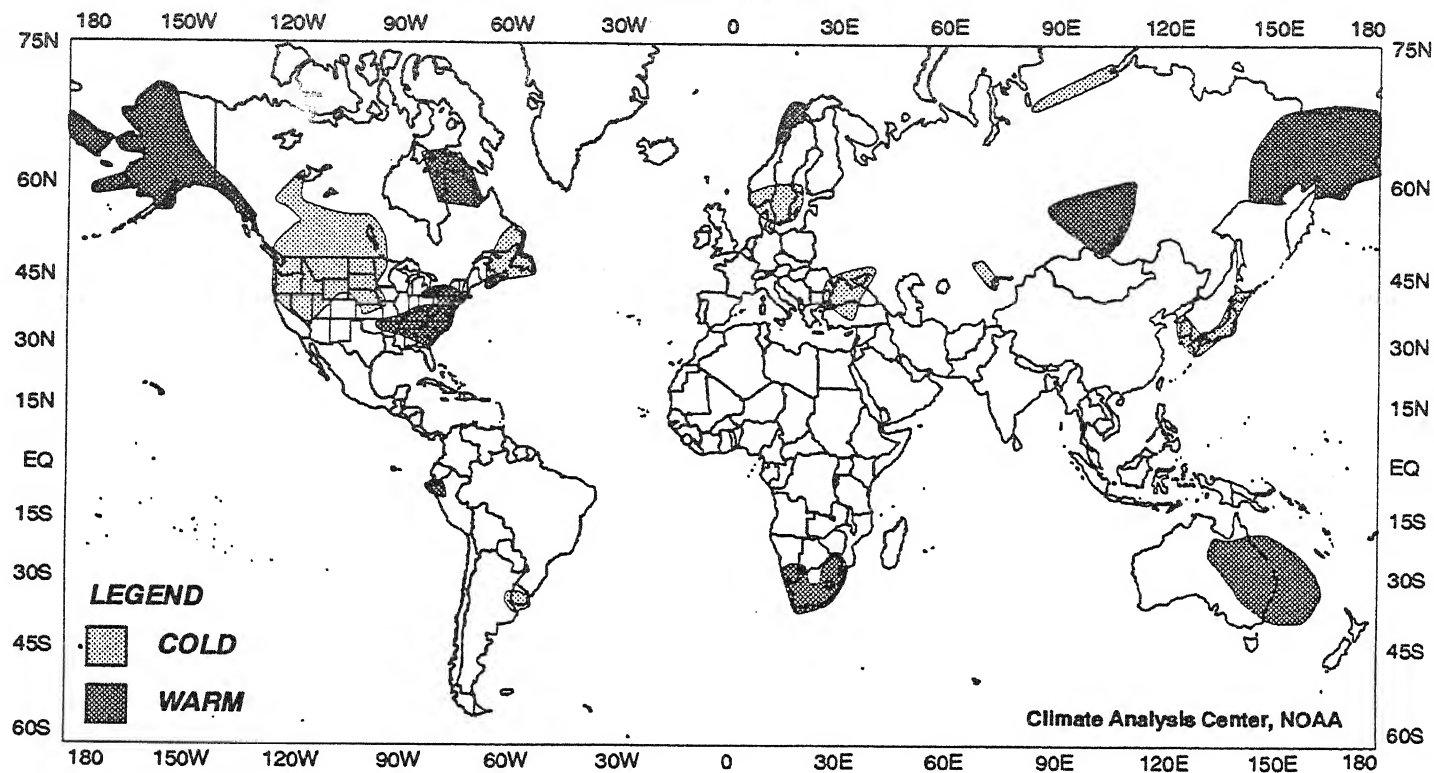 180 150W 120W 90W 60W 30W 0 30E 60E 90E 120E 150E 180
75N 75N
60N 60N
45N 45N
30N 30N
15N 15N
EQ EQ
15S 15S
30S 30S
LEGEND
COLD
45S 45S
WARM
Climate Analysis Center, NOAA
60S 60S
180 150W 120W 90W 60W 30W 0 30E 60E 90E 120E 150E 180